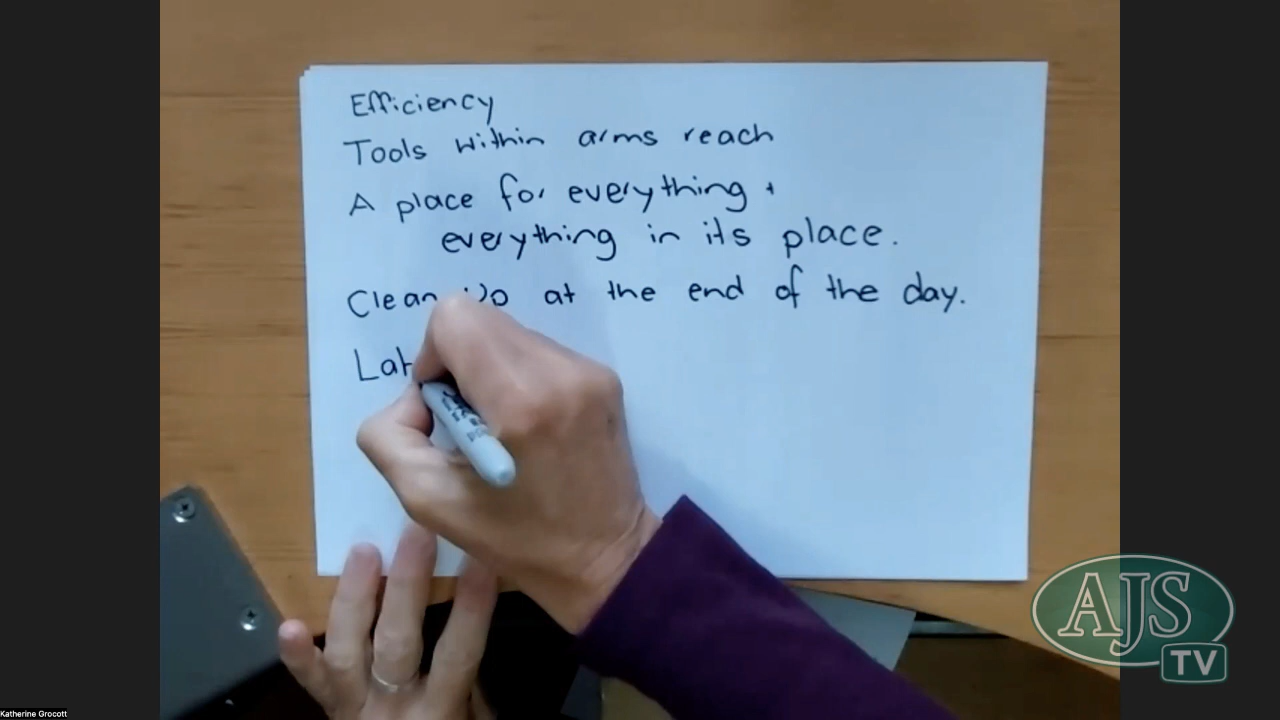 Efficiency
Tools within arms reach
A place for everything +
everything in its place.
Clean Up at the end of the day.
AJS
TV
Katherine Grocott